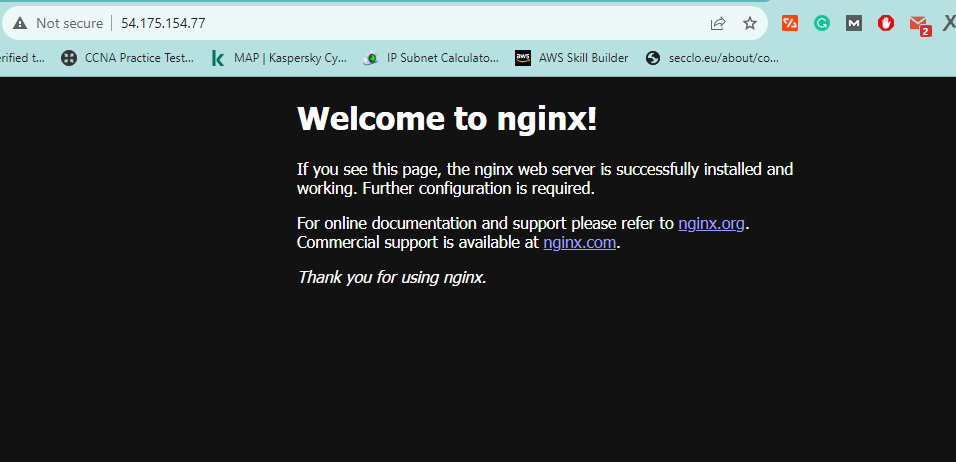 Not secure 54.175.154.77
2
erified t... CCNA Practice Test... MAP | Kaspersky Cy... IP Subnet Calculato... aws AWS Skill Builder secclo.eu/about/co...
Welcome to nginx!
If you see this page, the nginx web server is successfully installed and
working. Further configuration is required.
For online documentation and support please refer to nginx.org.
Commercial support is available at nginx.com.
Thank you for using nginx.